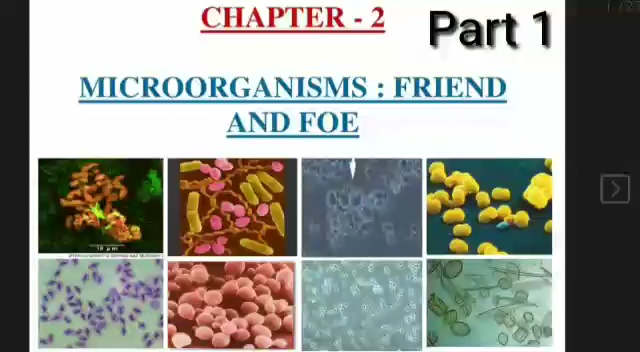 CHAPTER - 2
Part 1
MICROORGANISMS : FRIEND
AND FOE